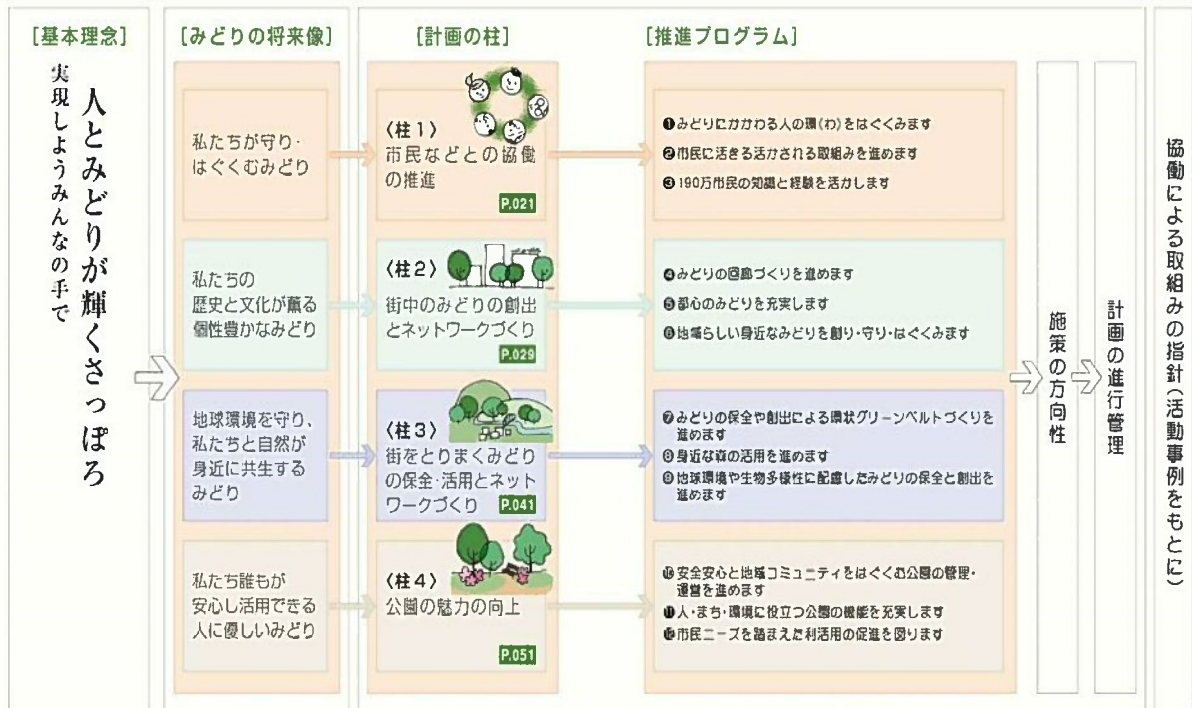 [基本理念]
人とみどりが輝くさっぽろ
実現しようみんなの手で
[みどりの将来像]
私たちが守り・
はぐくむみどり
私たちの
歴史と文化が薫る
個性豊かなみどり
地球環境を守り、
私たちと自然が
身近に共生する
みどり
私たち誰もが
安心し活用できる
人に優しいみどり
[計画の柱]
〈柱1〉
市民などとの協働
の推進
P.021
〈柱2〉
街中のみどりの創出
とネットワークづくり
P.029
〈柱3〉
街をとりまくみどり
の保全・活用とネット
ワークづくり
P.041
〈柱4〉
公園の魅力の向上
P.051
[推進プログラム]
❶みどりにかかわる人の環(わ)をはぐくみます
❷市民に活きる活かされる取組みを進めます
❸190万市民の知識と経験を活かします
❹みどりの回廊づくりを進めます
❺都心のみどりを充実します
❻地域らしい身近なみどりを創り・守り・はぐくみます
❼みどりの保全や創出による環状グリーンベルトづくりを
進めます
❽身近な森の活用を進めます
❾地球環境や生物多様性に配慮したみどりの保全と創出を
進めます
❿安全安心と地域コミュニティをはぐくむ公園の管理・
運営を進めます
⓫人・まち・環境に役立つ公園の機能を充実します
⓬市民ニーズを踏まえた利活用の促進を図ります
施策の方向性
計画の進行管理
協働による取組みの指針(活動事例をもとに)